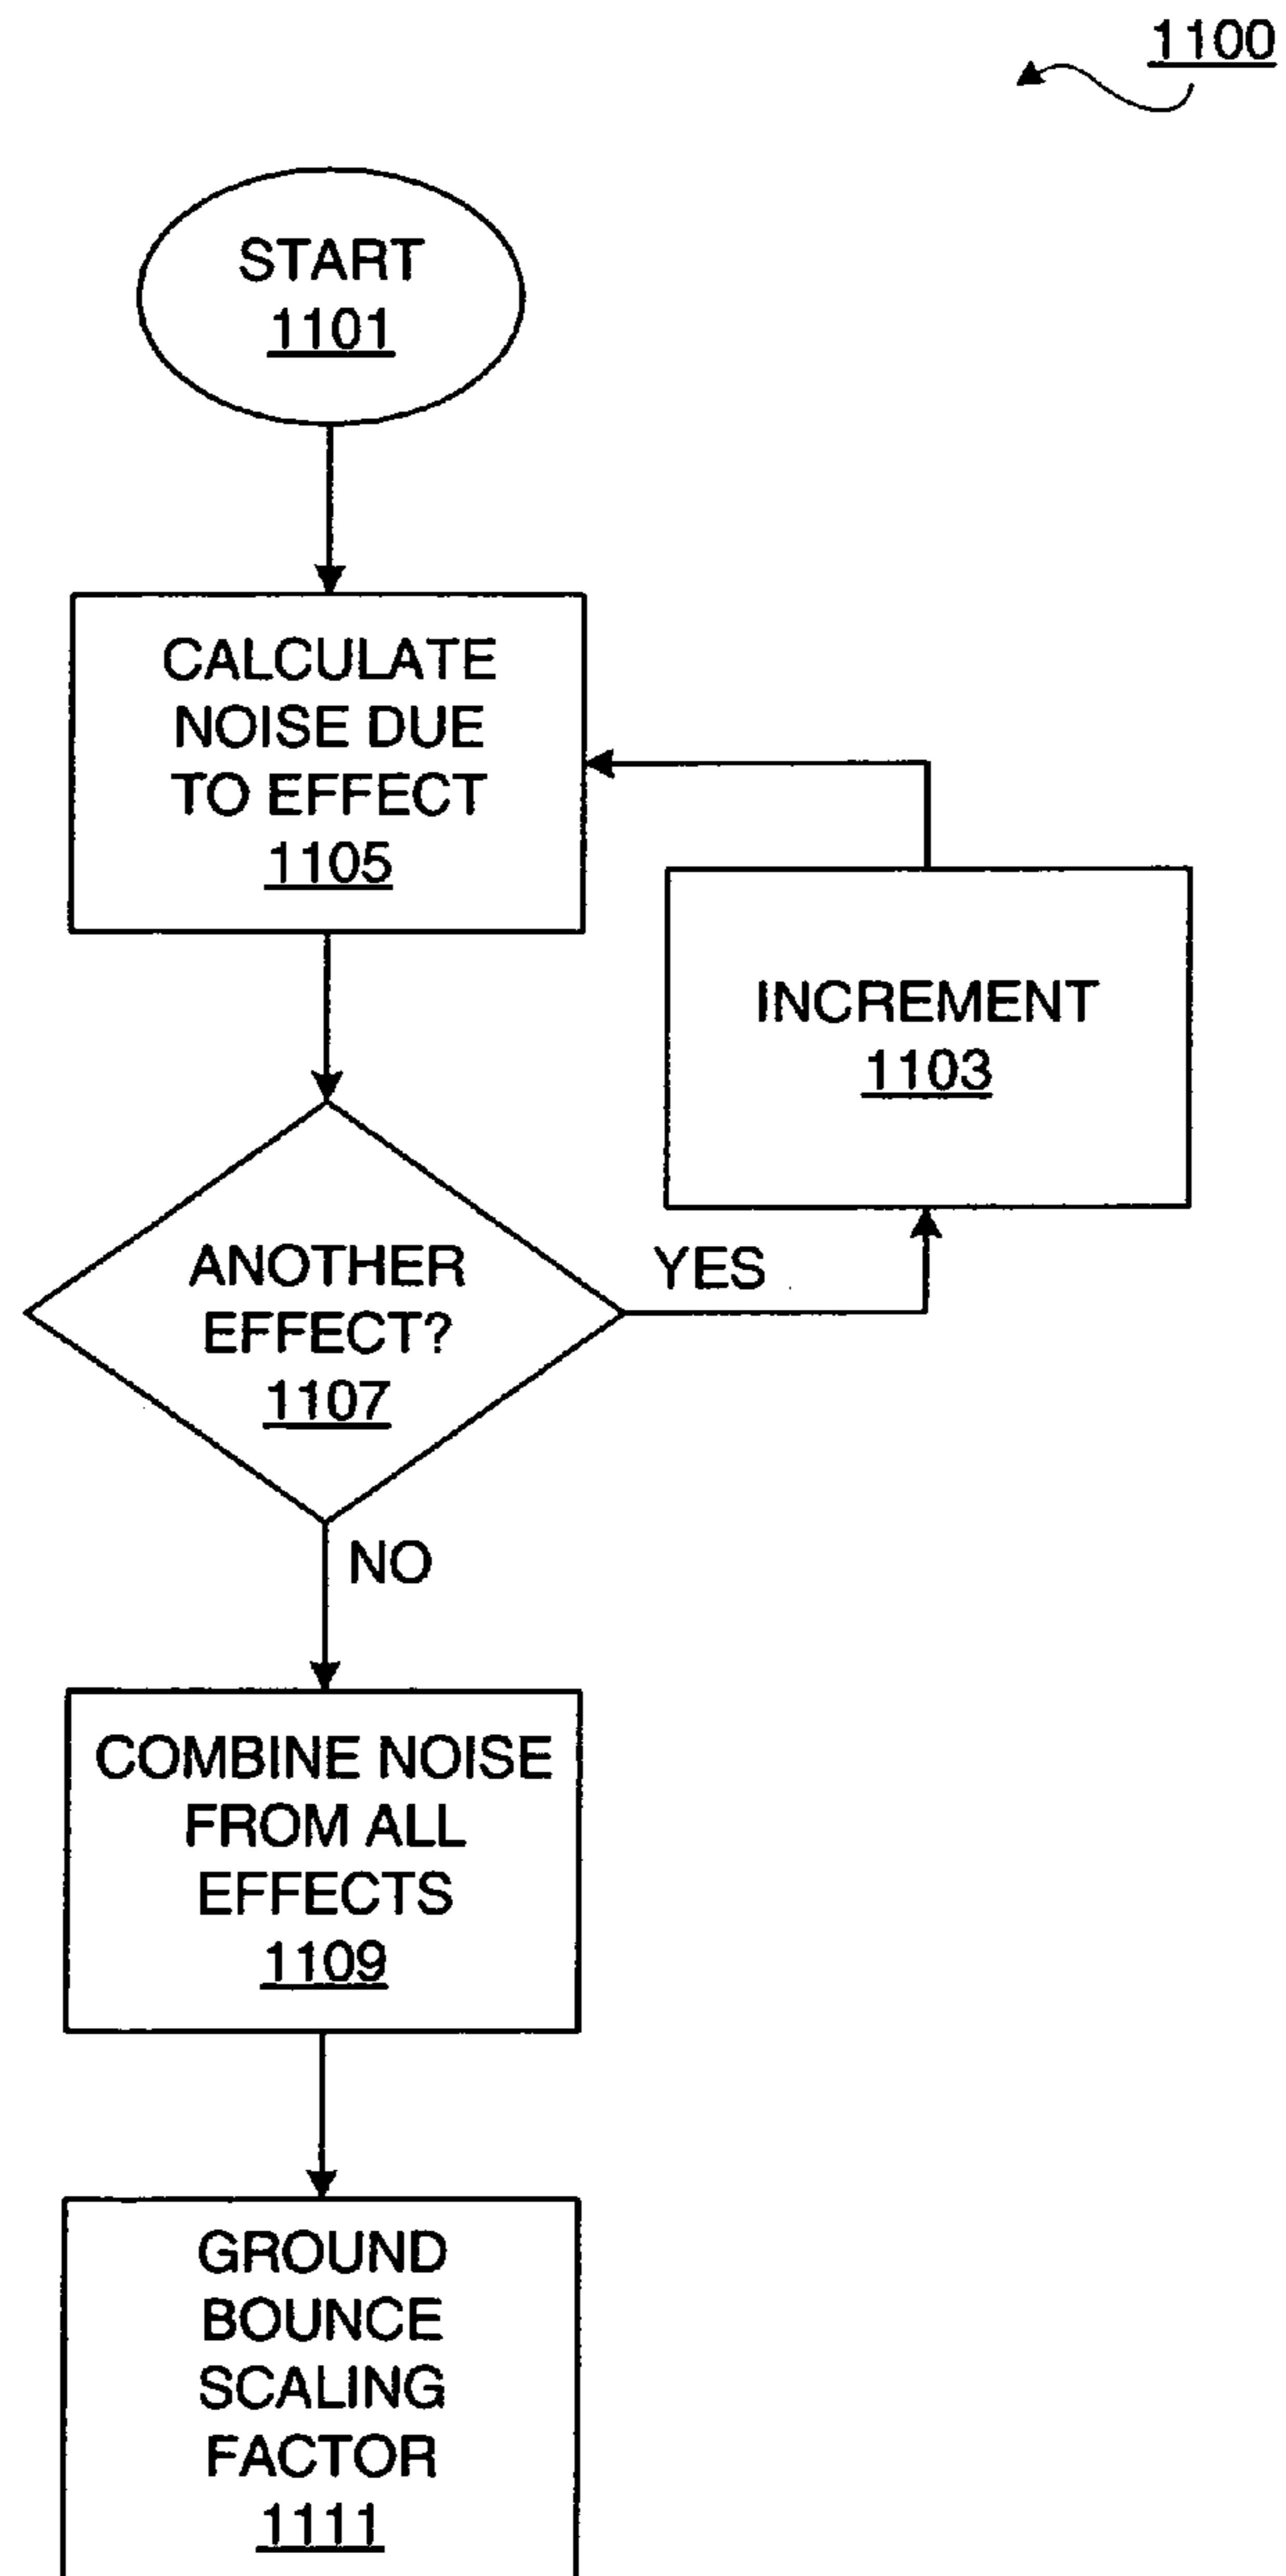 1100
START
1101
CALCULATE
NOISE DUE
TO EFFECT
1105
INCREMENT
1103
ANOTHER
EFFECT?
1107
YES
NO
COMBINE NOISE
FROM ALL
EFFECTS
1109
GROUND
BOUNCE
SCALING
FACTOR
1111